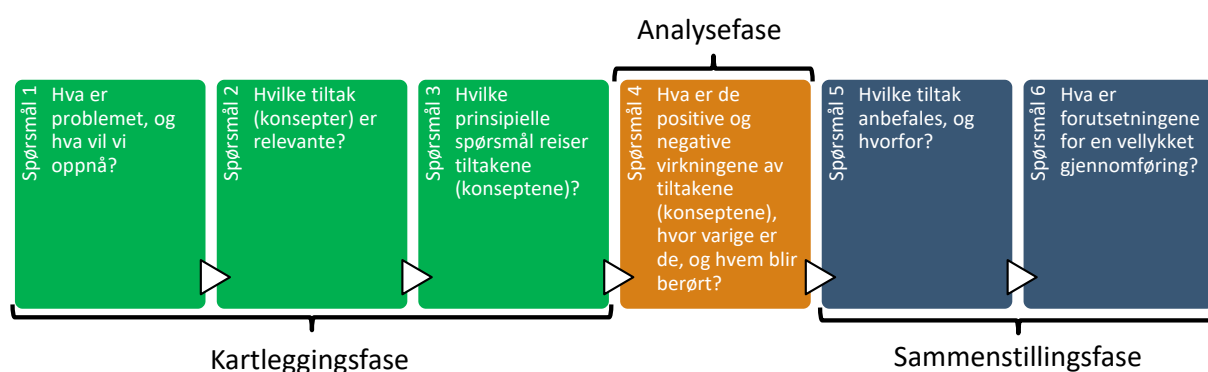 Analysefase
Spørsmål 1
Hva er
problemet, og
hva vil vi
oppnå?
Spørsmål 2
Hvilke tiltak
(konsepter) er
relevante?
Spørsmål 3
Hvilke
prinsipielle
spørsmål reiser
tiltakene
(konseptene)?
Spørsmål 4
Hva er de
positive og
negative
virkningene av
tiltakene
(konseptene),
hvor varige er
de, og hvem blir
berørt?
Spørsmål 5
Hvilke tiltak
anbefales, og
hvorfor?
Spørsmål 6
Hva er
forutsetningene
for en vellykket
gjennomføring?
Kartleggingsfase
Sammenstillingsfase